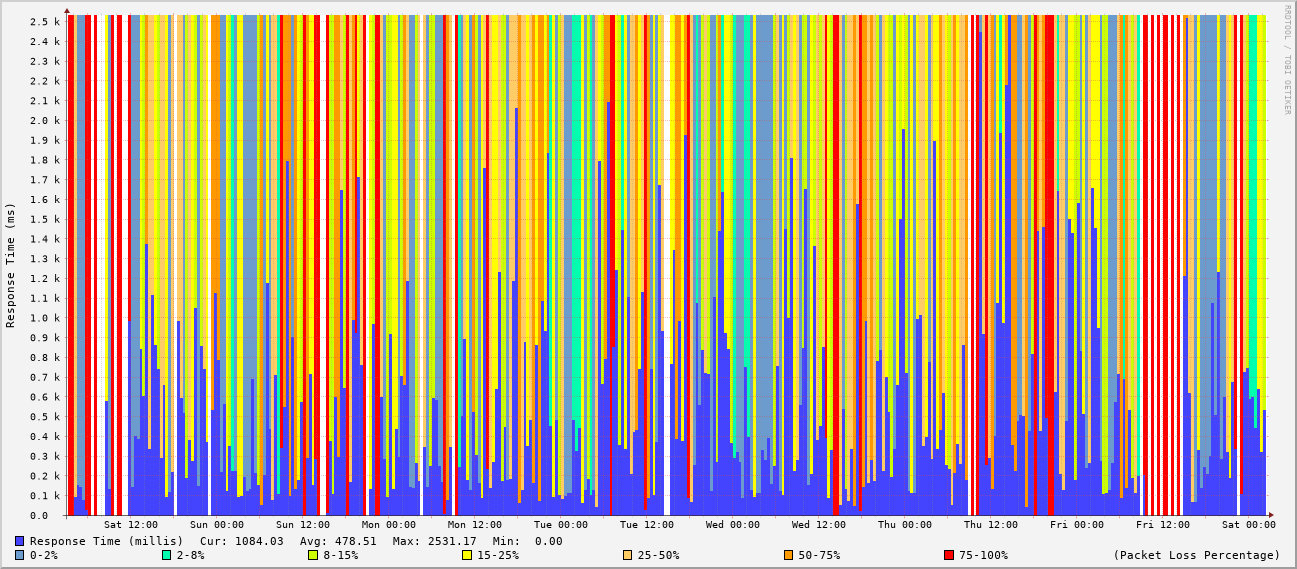 RRDTOOL / TOBI OETIKER
Response Time (ms)
2.5 k
2.4 k
2.3 k
2.2 k
2.1 k
2.0 k
1.9 k
1.8 k
1.7 k
1.6 k
1.5 k
1.4 k
1.3 k
1.2 k
1.1 k
1.0 k
0.9 k
0.8 k
0.7 k
0.6 k
0.5 k
0.4 k
0.3 k
0.2 k
0.1 k
0.0
Sat 12:00 Sun 00:00 Sun 12:00 Mon 00:00 Mon 12:00 Tue 00:00 Tue 12:00 Wed 00:00 Wed 12:00 Thu 00:00 Thu 12:00 Fri 00:00 Fri 12:00 Sat 00:00
Response Time (millis) Cur: 1084.03 Avg: 478.51 Max: 2531.17 Min: 0.00
0-2% 2-8% 8-15% 15-25% 25-50% 50-75% 75-100% (Packet Loss Percentage)